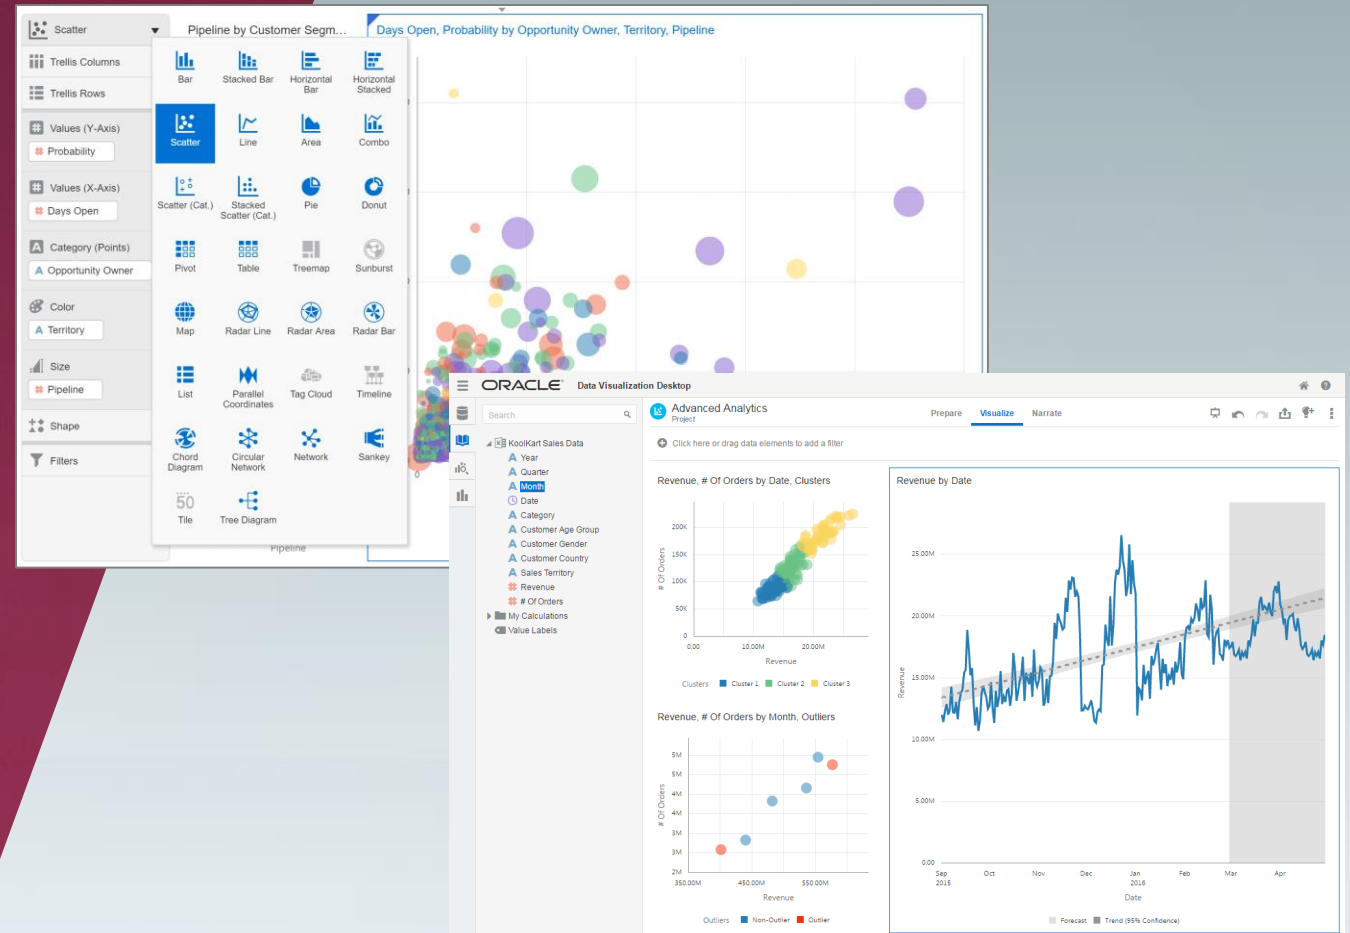 Scatter
Trellis Columns
Trellis Rows
Values (Y-Axis)
# Probability
Values (X-Axis)
# Days Open
Category (Points)
A Opportunity Owner
Color
A Territory
Size
# Pipeline
Shape
Filters
Pipeline by Customer Segm...
Bar
Stacked Bar
Horizontal Bar
Horizontal Stacked
Scatter
Line
Area
Combo
Scatter (Cat.)
Stacked Scatter (Cat.)
Pie
Donut
Pivot
Table
Treemap
Sunburst
Map
Radar Line
Radar Area
Radar Bar
List
Parallel Coordinates
Tag Cloud
Timeline
Chord Diagram
Circular Network
Network
Sankey
50
Tile
Tree Diagram
Pipeline
Days Open, Probability by Opportunity Owner, Territory, Pipeline
0
ORACLE Data Visualization Desktop
Search
KoolKart Sales Data
A Year
A Quarter
A Month
Date
A Category
A Customer Age Group
A Customer Gender
A Customer Country
A Sales Territory
# Revenue
# # Of Orders
My Calculations
Value Labels
Advanced Analytics
Project
Prepare Visualize Narrate
Click here or drag data elements to add a filter
Revenue, # Of Orders by Date, Clusters
# Of Orders
200K
150K
100K
50K
0
0.00 10.00M 20.00M
Revenue
Clusters Cluster 1 Cluster 2 Cluster 3
Revenue, # Of Orders by Month, Outliers
# Of Orders
5M
5M
4M
4M
3M
3M
2M
350.00M 450.00M 550.00M
Revenue
Outliers Non-Outlier Outlier
Revenue by Date
Revenue
25.00M
20.00M
15.00M
10.00M
5.00M
0.00
Sep Oct Nov Dec Jan Feb Mar Apr
2015 2016
Date
Forecast Trend (95% Confidence)